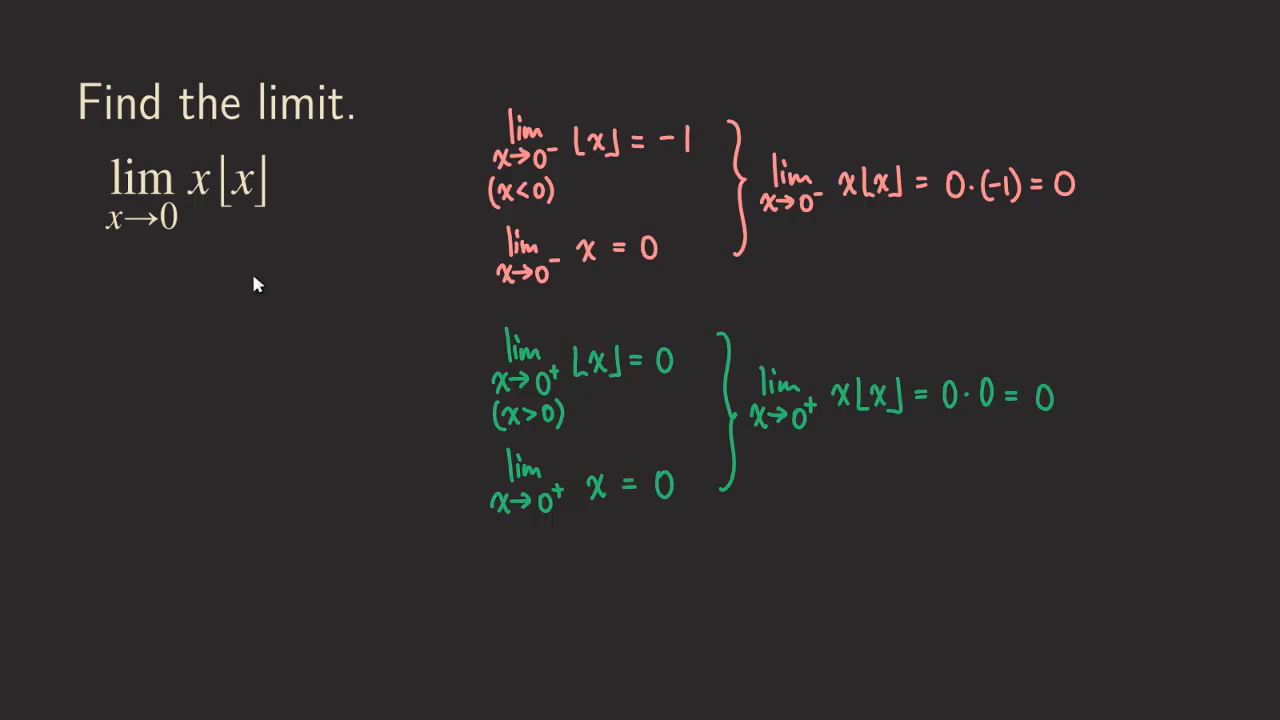 Find the limit.
lim x→0 x⌊x⌋
lim x→0⁻ ⌊x⌋ = -1
(x<0)
lim x→0⁻ x = 0
lim x→0⁻ x⌊x⌋ = 0·(-1) = 0
lim x→0⁺ ⌊x⌋ = 0
(x>0)
lim x→0⁺ x = 0
lim x→0⁺ x⌊x⌋ = 0·0 = 0